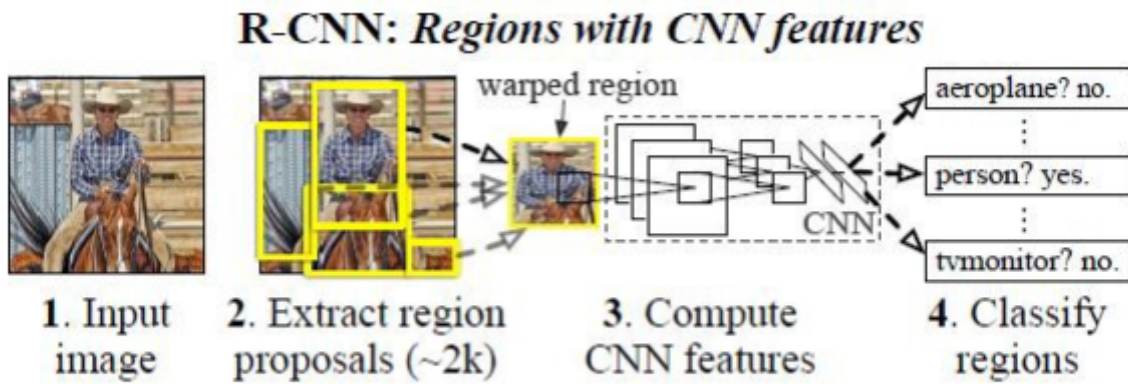 R-CNN: Regions with CNN features
warped region
aeroplane? no.
⋮
person? yes.
⋮
tvmonitor? no.
CNN
1. Input
image
2. Extract region
proposals (~2k)
3. Compute
CNN features
4. Classify
regions